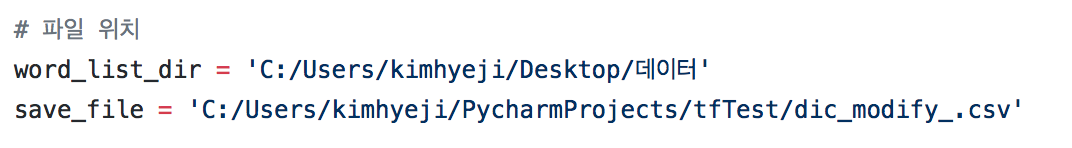 # 파일 위치
word_list_dir = 'C:/Users/kimhyeji/Desktop/데이터'
save_file = 'C:/Users/kimhyeji/PycharmProjects/tfTest/dic_modify_.csv'